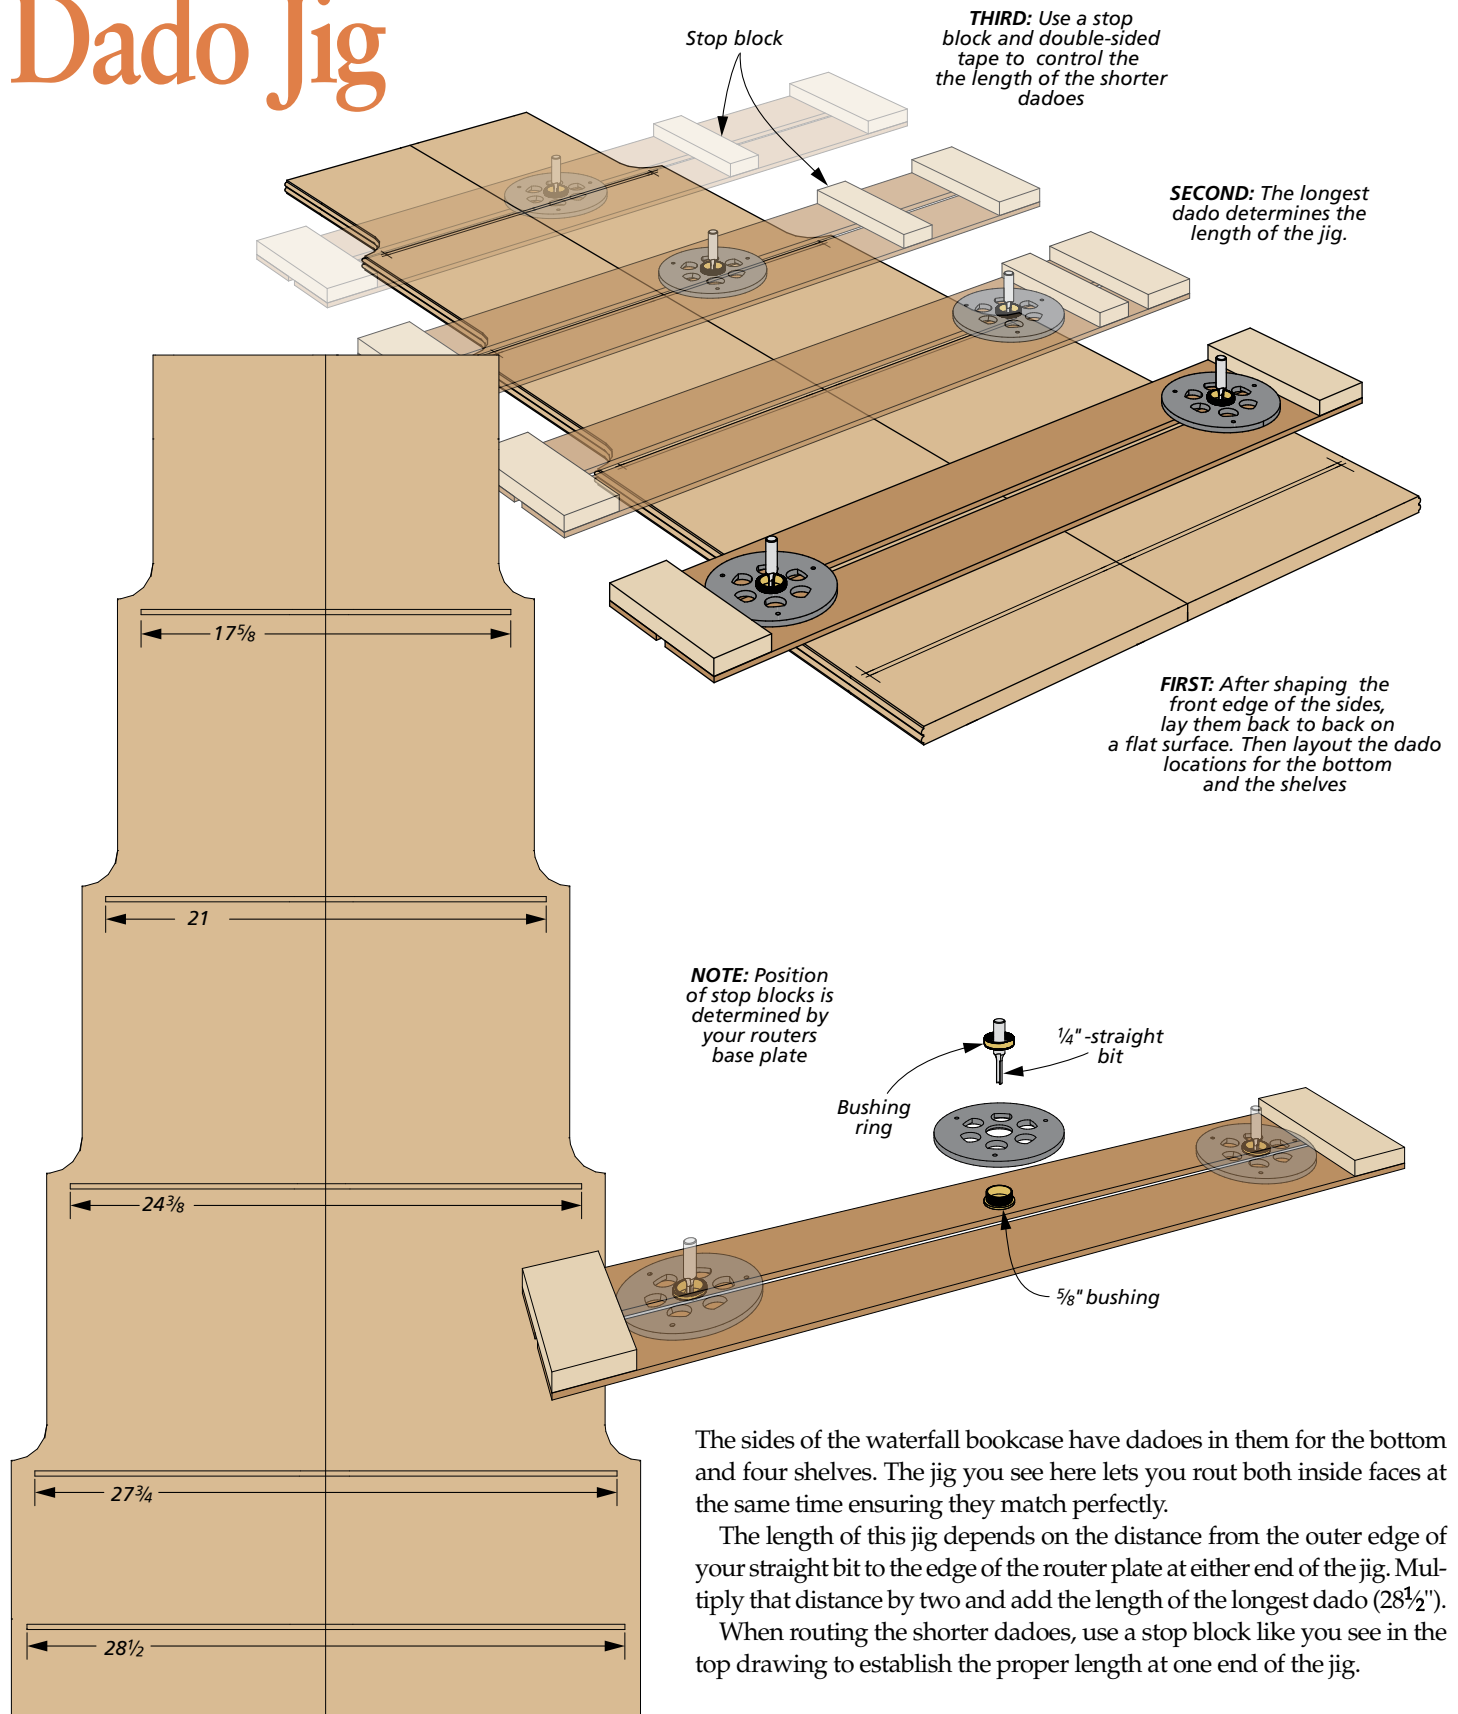 Dado Jig
Stop block
THIRD: Use a stop
block and double-sided
tape to control the
the length of the shorter
dadoes
SECOND: The longest
dado determines the
length of the jig.
FIRST: After shaping the
front edge of the sides,
lay them back to back on
a flat surface. Then layout the dado
locations for the bottom
and the shelves
17⅝
21
24⅜
27¾
28½
NOTE: Position
of stop blocks is
determined by
your routers
base plate
¼"-straight
bit
Bushing
ring
⅝" bushing
The sides of the waterfall bookcase have dadoes in them for the bottom
and four shelves. The jig you see here lets you rout both inside faces at
the same time ensuring they match perfectly.
The length of this jig depends on the distance from the outer edge of
your straight bit to the edge of the router plate at either end of the jig. Mul-
tiply that distance by two and add the length of the longest dado (28½").
When routing the shorter dadoes, use a stop block like you see in the
top drawing to establish the proper length at one end of the jig.